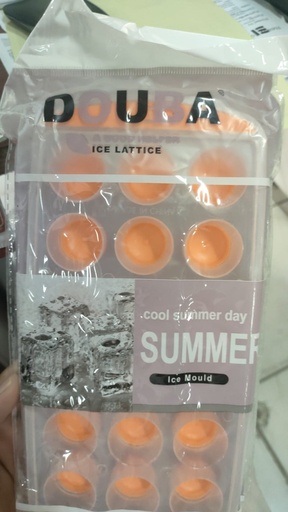 DOUBA
ICE LATTICE
.cool summer day
SUMMER
Ice Mould